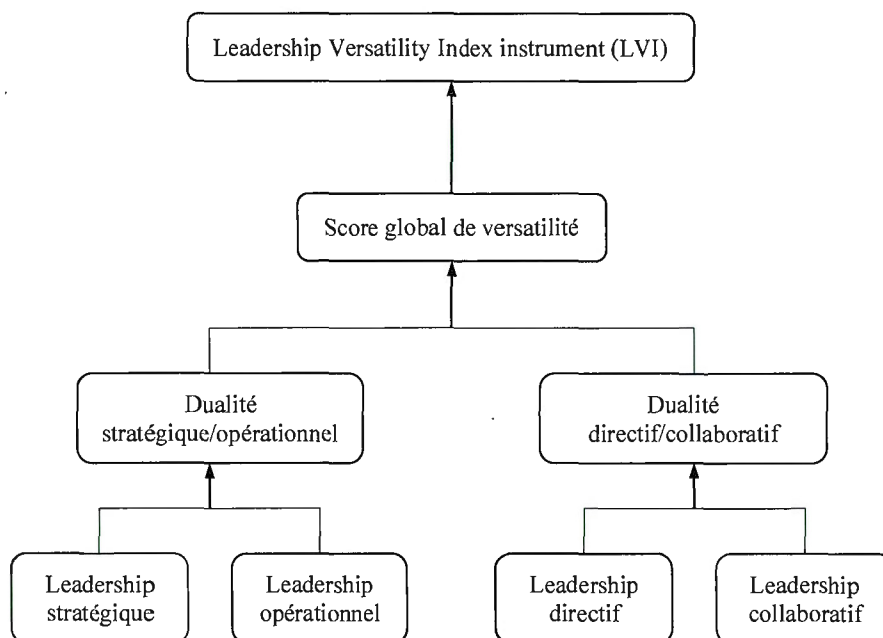 Leadership Versatility Index instrument (LVI)
Score global de versatilité
Dualité
stratégique/opérationnel
Dualité
directif/collaboratif
Leadership
stratégique
Leadership
opérationnel
Leadership
directif
Leadership
collaboratif